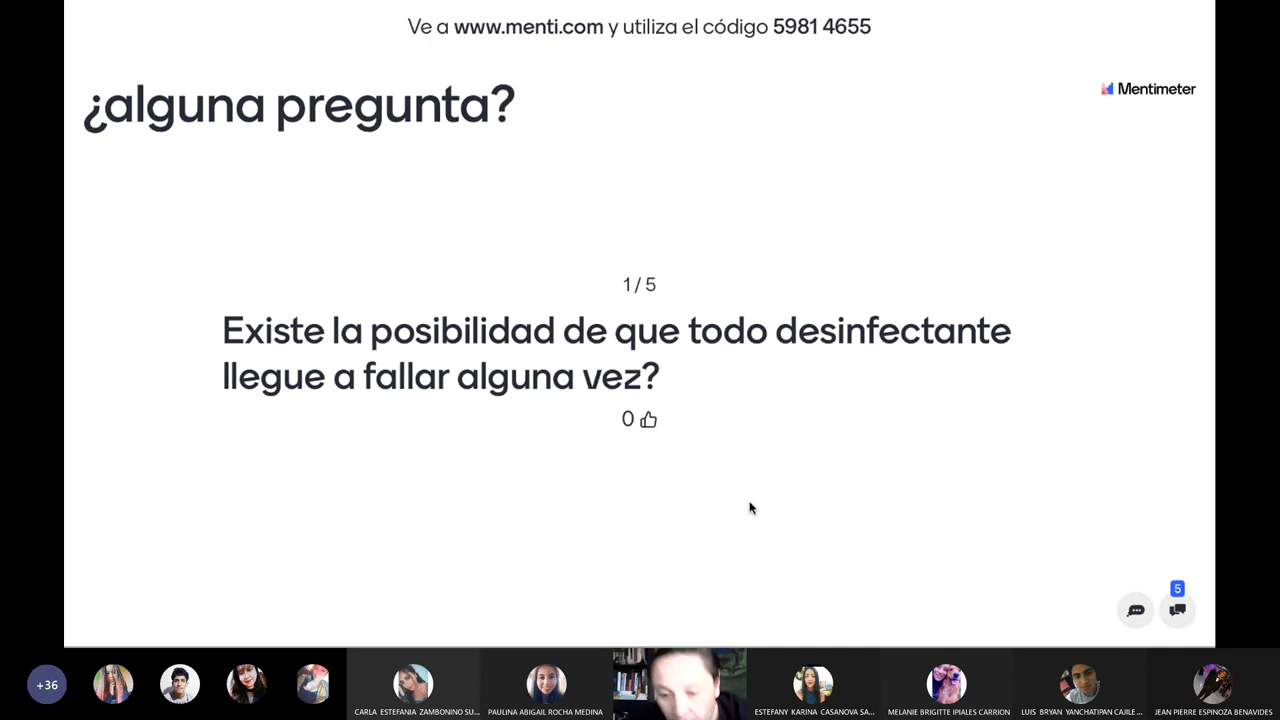 Ve a www.menti.com y utiliza el código 5981 4655
¿alguna pregunta?
Mentimeter
1 / 5
Existe la posibilidad de que todo desinfectante
llegue a fallar alguna vez?
0
5
+36
CARLA ESTEFANIA ZAMBONINO SU...
PAULINA ABIGAIL ROCHA MEDINA
ESTEFANY KARINA CASANOVA SA...
MELANIE BRIGITTE IPIALES CARRION
LUIS BRYAN YANCHATIPAN CAJILE ...
JEAN PIERRE ESPINOZA BENAVIDES